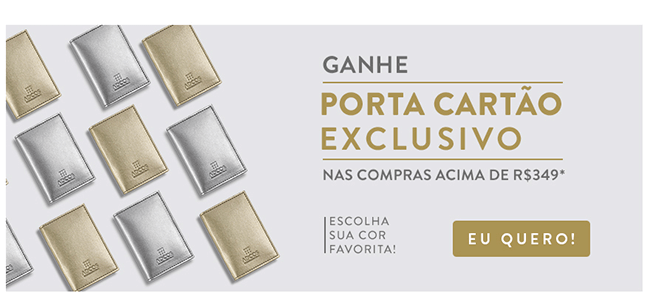 GANHE
PORTA CARTÃO
EXCLUSIVO
NAS COMPRAS ACIMA DE R$349*
ESCOLHA
SUA COR
FAVORITA!
EU QUERO!